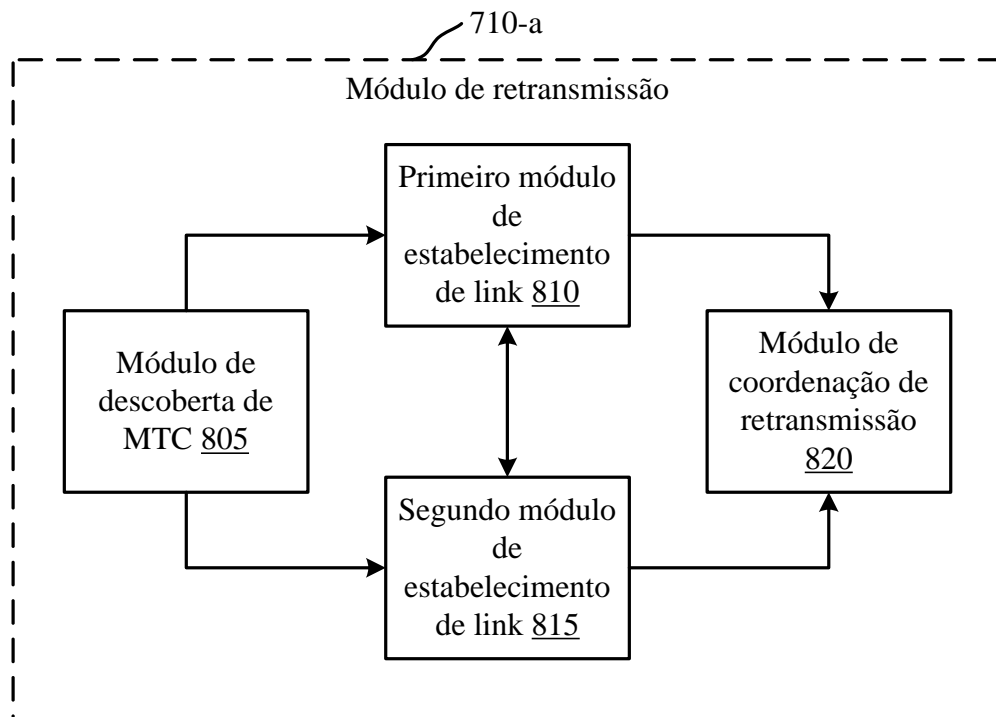 710-a
Módulo de retransmissão
Primeiro módulo
de
estabelecimento
de link 810
Módulo de
descoberta de
MTC 805
Módulo de
coordenação de
retransmissão
820
Segundo módulo
de
estabelecimento
de link 815